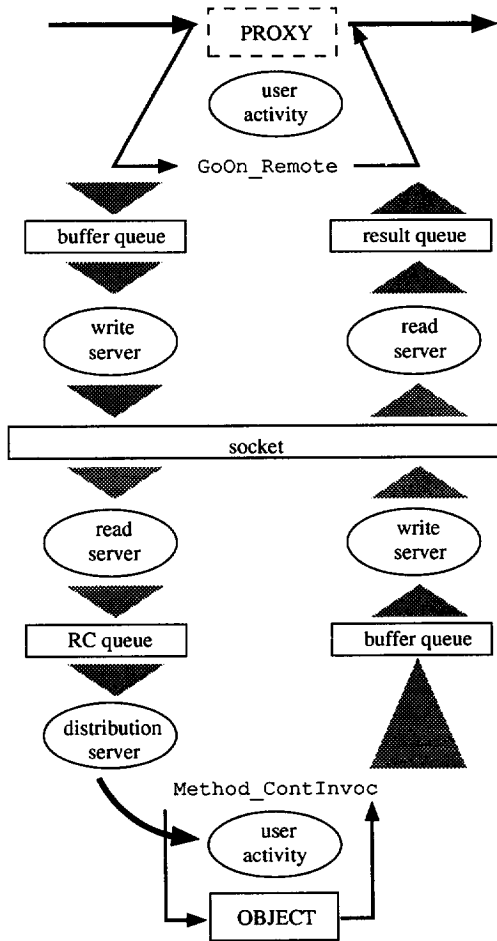 PROXY
user
activity
GoOn_Remote
buffer queue
result queue
write
server
read
server
socket
read
server
write
server
RC queue
buffer queue
distribution
server
Method_ContInvoc
user
activity
OBJECT